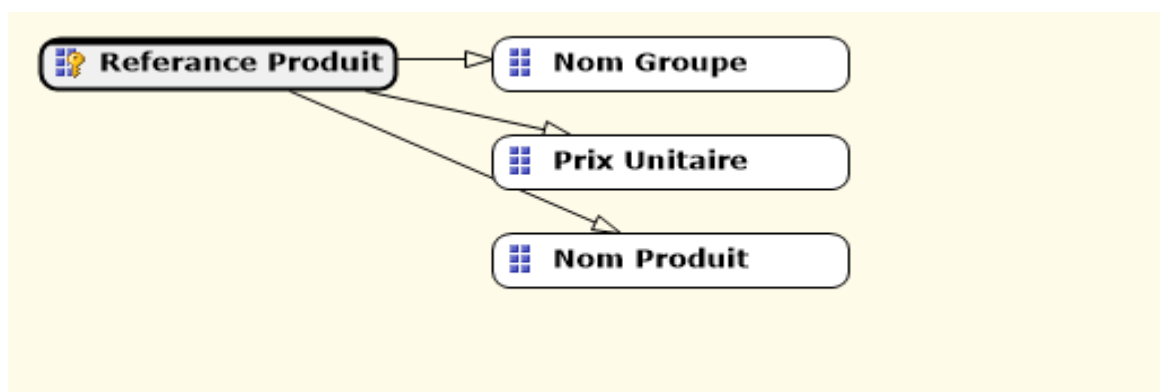 Referance Produit
Nom Groupe
Prix Unitaire
Nom Produit